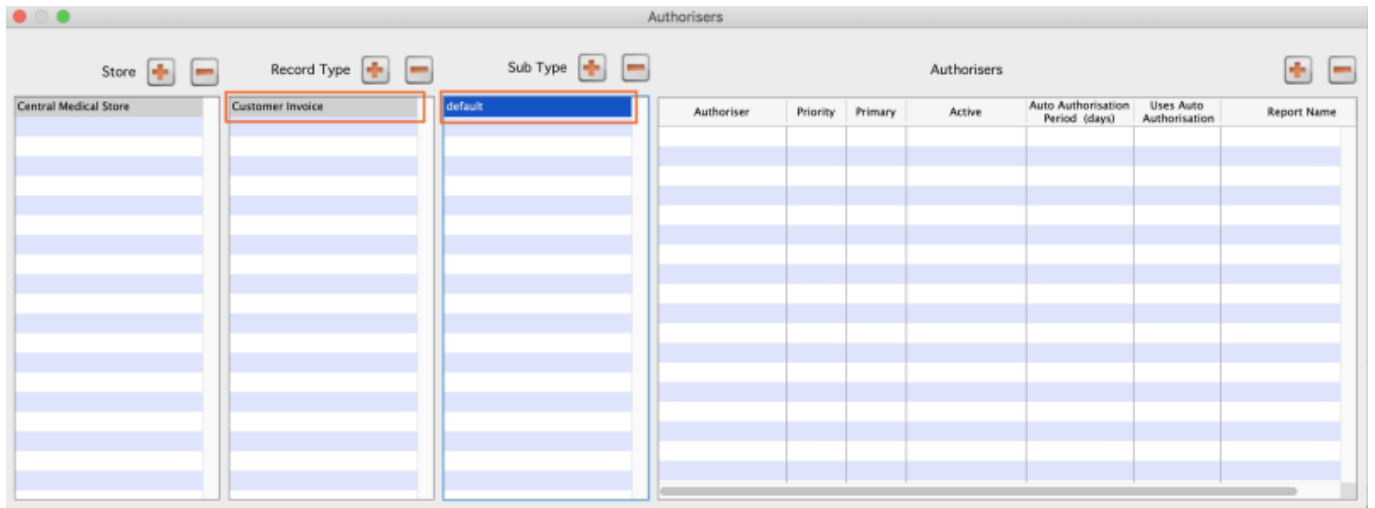 Authorisers
Store
Record Type
Sub Type
Authorisers
Central Medical Store
Customer Invoice
default
Authoriser
Priority
Primary
Active
Auto Authorisation
Period (days)
Uses Auto
Authorisation
Report Name